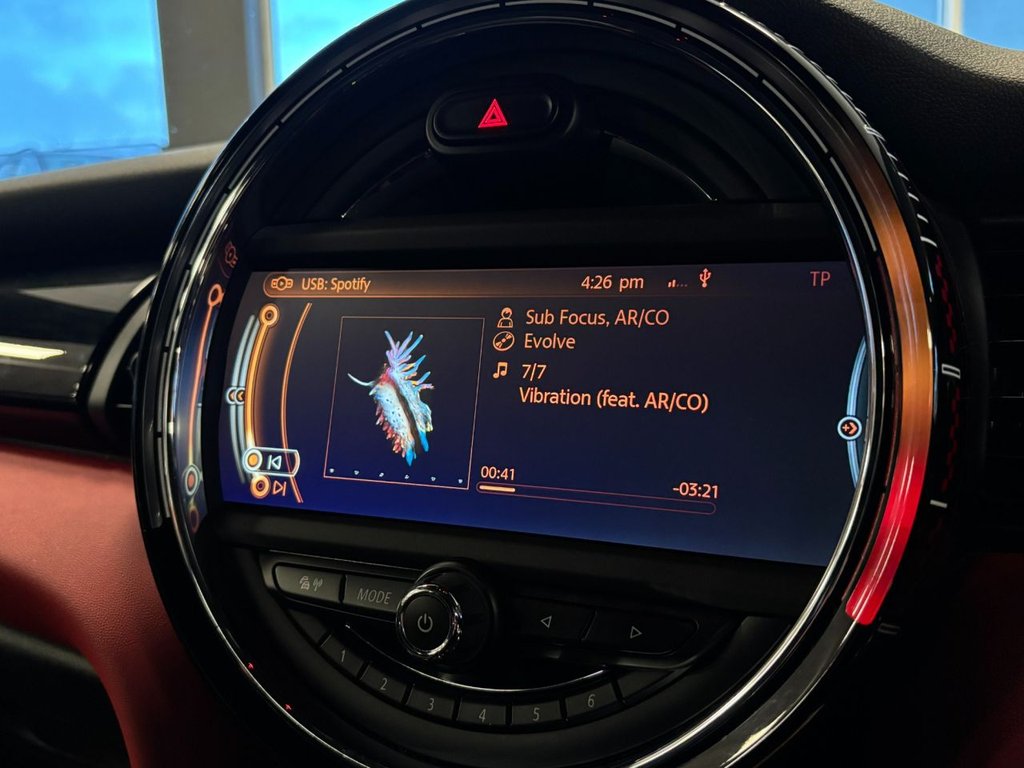 USB: Spotify 4:26 pm TP
Sub Focus, AR/CO
Evolve
7/7
Vibration (feat. AR/CO)
00:41 -03:21
MODE
1 2 3 4 5 6